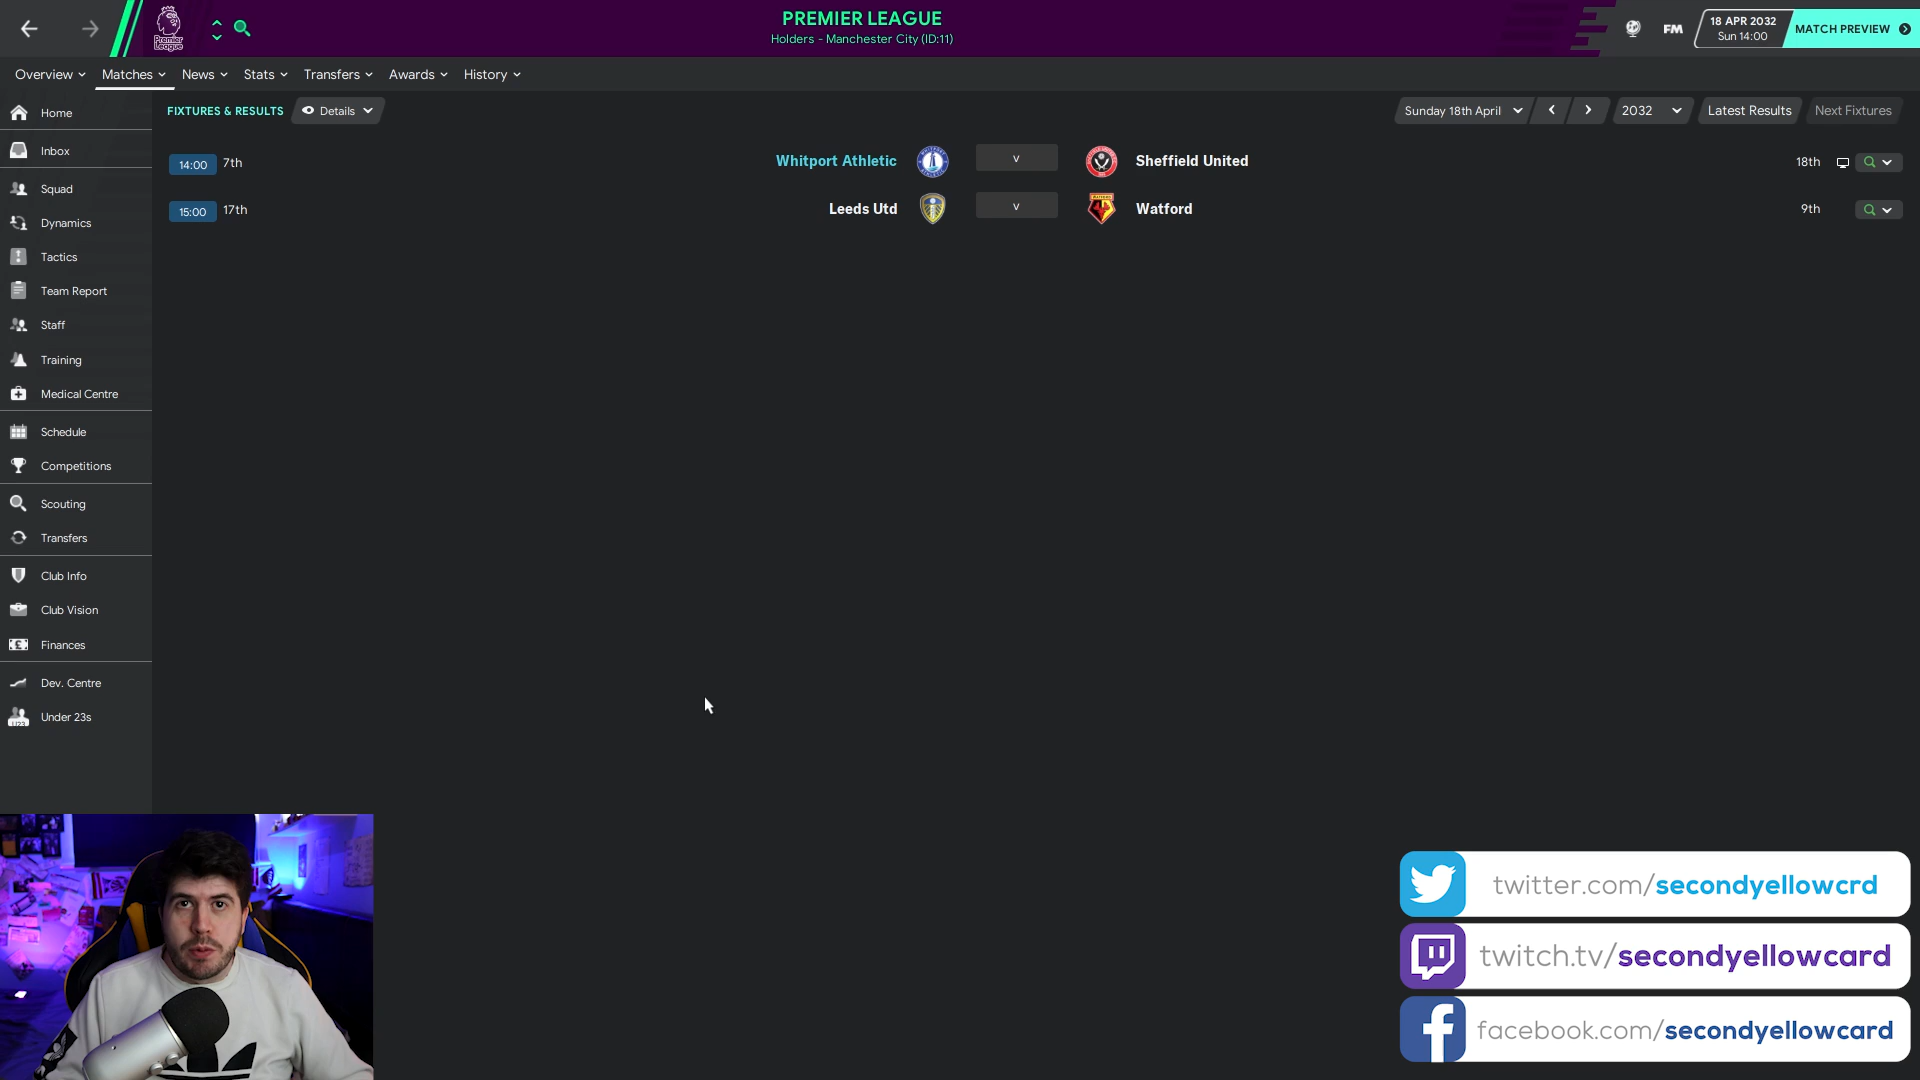 PREMIER LEAGUE
Holders - Manchester City (ID:11)
Premier League
FM
18 APR 2032
Sun 14:00
MATCH PREVIEW
Overview Matches News Stats Transfers Awards History
Home
Inbox
Squad
Dynamics
Tactics
Team Report
Staff
Training
Medical Centre
Schedule
Competitions
Scouting
Transfers
Club Info
Club Vision
Finances
Dev. Centre
Under 23s
FIXTURES & RESULTS Details
Sunday 18th April 2032 Latest Results Next Fixtures
14:00 7th Whitport Athletic v Sheffield United 18th
15:00 17th Leeds Utd v Watford 9th
twitter.com/secondyellowcrd
twitch.tv/secondyellowcard
facebook.com/secondyellowcard